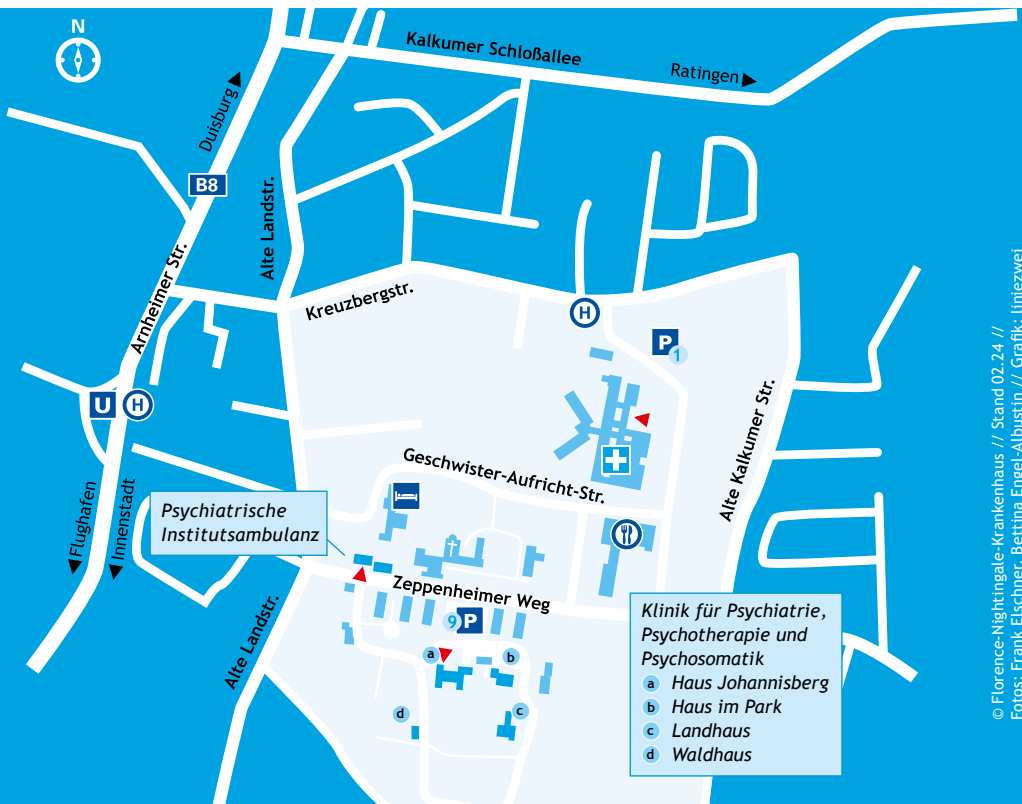 N
Kalkumer Schloßallee
Ratingen
Duisburg
B8
Alte Landstr.
Arnheimer Str.
Kreuzbergstr.
H
P
1
U
H
Alte Kalkumer Str.
Geschwister-Aufricht-Str.
Flughafen
Innenstadt
Psychiatrische
Institutsambulanz
Zeppenheimer Weg
9
P
Alte Landstr.
a
b
c
d
Klinik für Psychiatrie,
Psychotherapie und
Psychosomatik
a Haus Johannisberg
b Haus im Park
c Landhaus
d Waldhaus
© Florence-Nightingale-Krankenhaus // Stand 02.24 //
Fotos: Frank Elschner, Bettina Engel-Albustin // Grafik: liniezwei